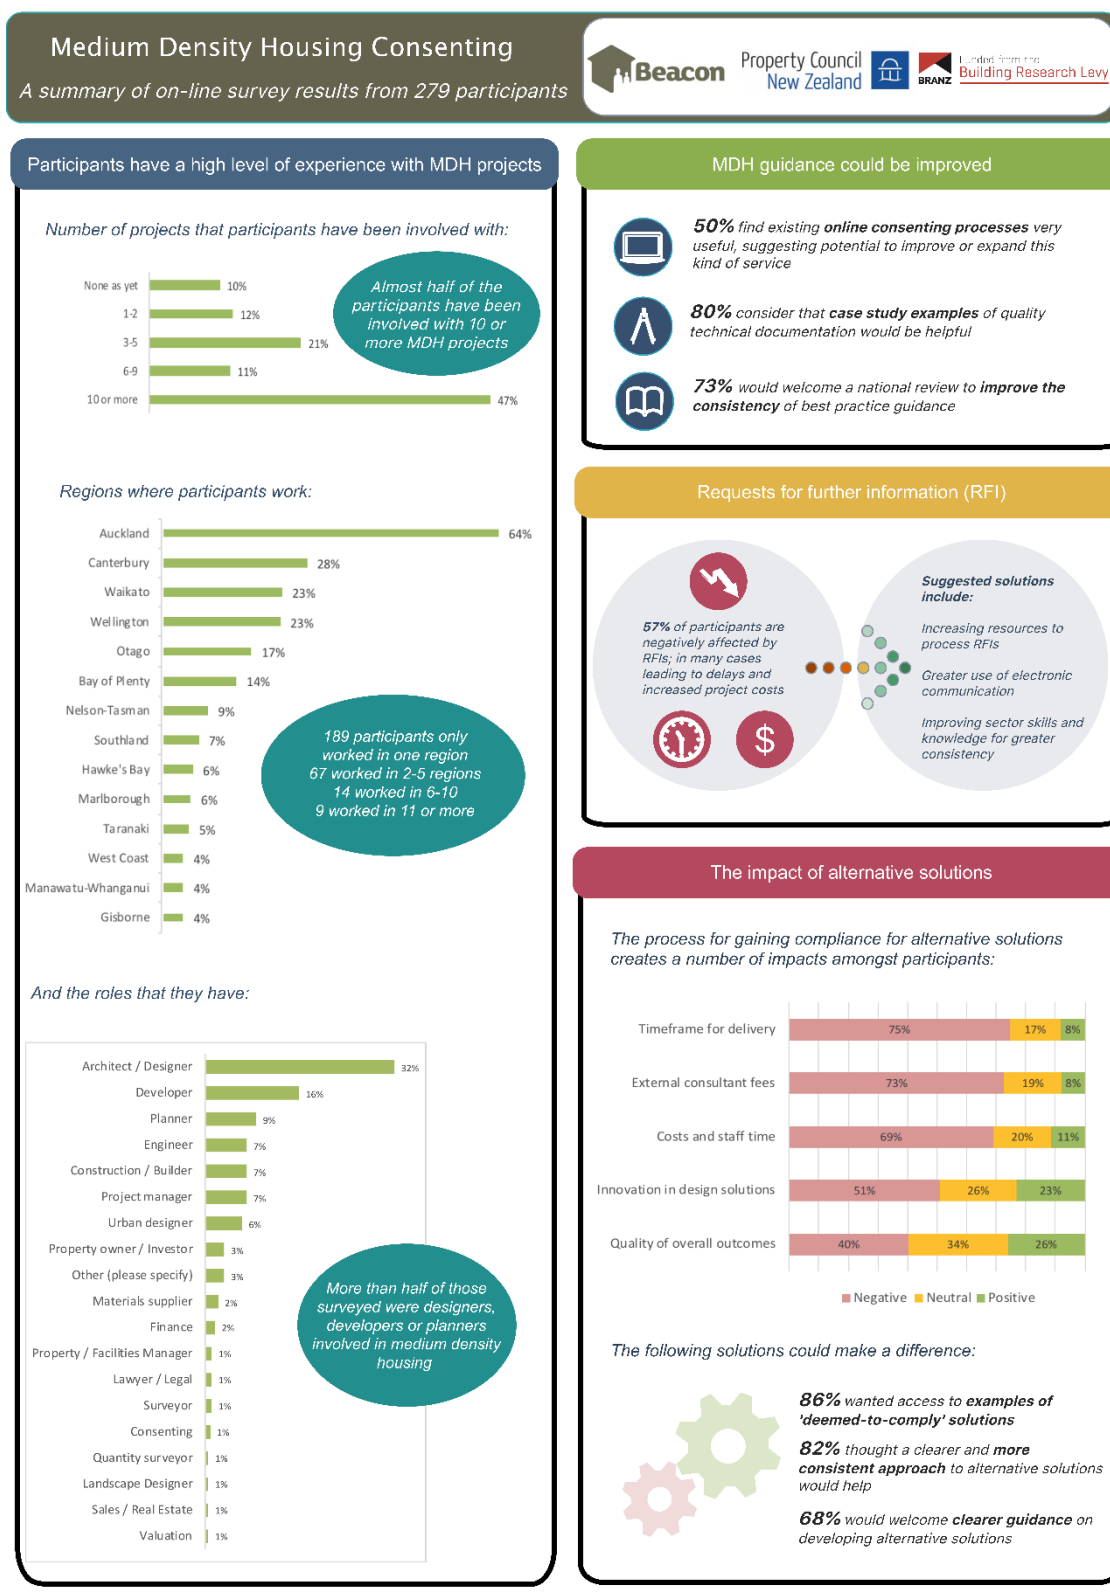 Medium Density Housing Consenting
A summary of on-line survey results from 279 participants
Beacon
Property Council
New Zealand
BRANZ
Funded from the
Building Research Levy
Participants have a high level of experience with MDH projects
Number of projects that participants have been involved with:
None as yet 10%
1-2 12%
3-5 21%
6-9 11%
10 or more 47%
Almost half of the
participants have been
involved with 10 or
more MDH projects
Regions where participants work:
Auckland 64%
Canterbury 28%
Waikato 23%
Wellington 23%
Otago 17%
Bay of Plenty 14%
Nelson-Tasman 9%
Southland 7%
Hawke's Bay 6%
Marlborough 6%
Taranaki 5%
West Coast 4%
Manawatu-Whanganui 4%
Gisborne 4%
189 participants only
worked in one region
67 worked in 2-5 regions
14 worked in 6-10
9 worked in 11 or more
And the roles that they have:
Architect / Designer 32%
Developer 16%
Planner 9%
Engineer 7%
Construction / Builder 7%
Project manager 7%
Urban designer 6%
Property owner / Investor 3%
Other (please specify) 3%
Materials supplier 2%
Finance 2%
Property / Facilities Manager 1%
Lawyer / Legal 1%
Surveyor 1%
Consenting 1%
Quantity surveyor 1%
Landscape Designer 1%
Sales / Real Estate 1%
Valuation 1%
More than half of those
surveyed were designers,
developers or planners
involved in medium density
housing
MDH guidance could be improved
50% find existing online consenting processes very
useful, suggesting potential to improve or expand this
kind of service
80% consider that case study examples of quality
technical documentation would be helpful
73% would welcome a national review to improve the
consistency of best practice guidance
Requests for further information (RFI)
57% of participants are
negatively affected by
RFIs; in many cases
leading to delays and
increased project costs
$
Suggested solutions
include:
Increasing resources to
process RFIs
Greater use of electronic
communication
Improving sector skills and
knowledge for greater
consistency
The impact of alternative solutions
The process for gaining compliance for alternative solutions
creates a number of impacts amongst participants:
Timeframe for delivery 75% 17% 8%
External consultant fees 73% 19% 8%
Costs and staff time 69% 20% 11%
Innovation in design solutions 51% 26% 23%
Quality of overall outcomes 40% 34% 26%
Negative Neutral Positive
The following solutions could make a difference:
86% wanted access to examples of
'deemed-to-comply' solutions
82% thought a clearer and more
consistent approach to alternative solutions
would help
68% would welcome clearer guidance on
developing alternative solutions